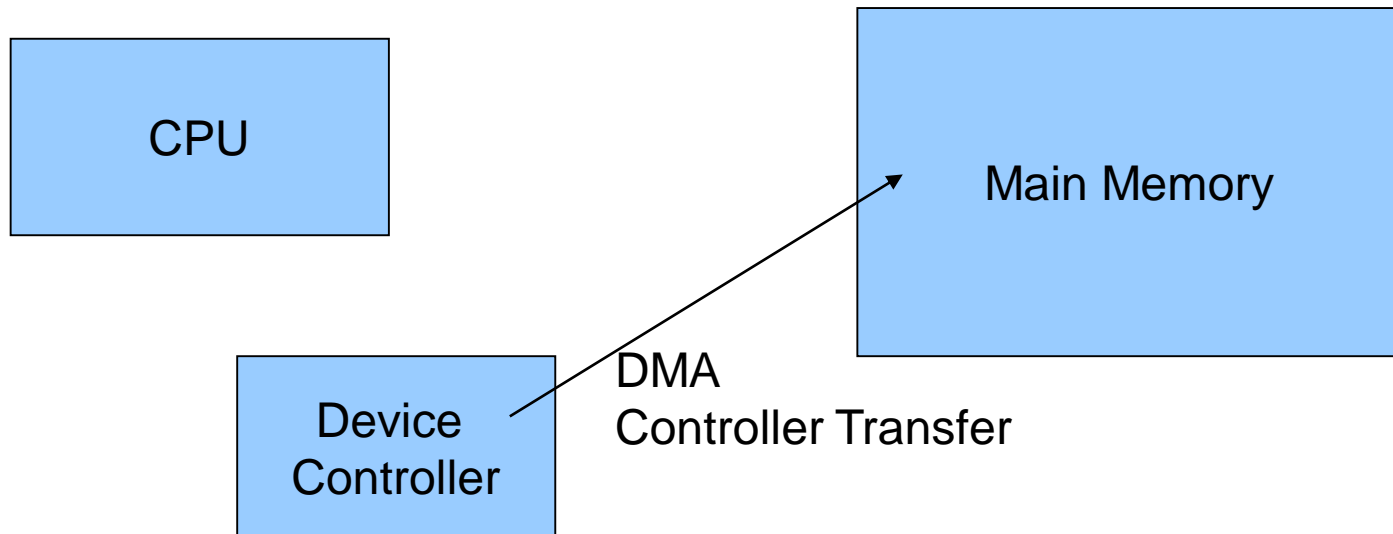 CPU
Main Memory
DMA
Controller Transfer
Device
Controller